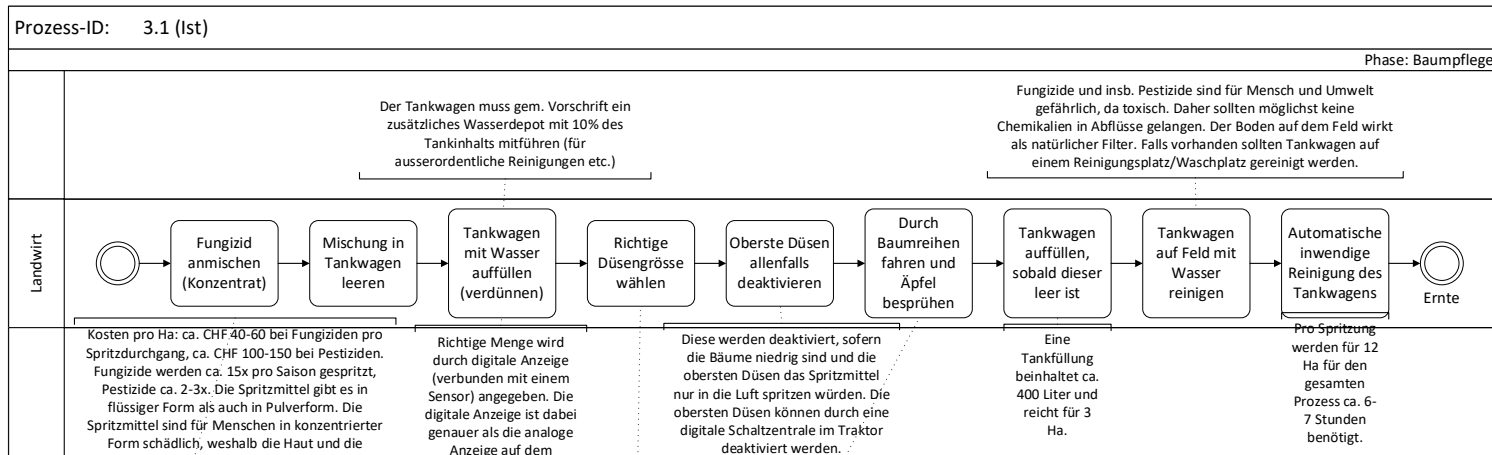 Prozess-ID: 3.1 (Ist)
Phase: Baumpflege
Der Tankwagen muss gem. Vorschrift ein
zusätzliches Wasserdepot mit 10% des
Tankinhalts mitführen (für
ausserordentliche Reinigungen etc.)
Fungizide und insb. Pestizide sind für Mensch und Umwelt
gefährlich, da toxisch. Daher sollten möglichst keine
Chemikalien in Abflüsse gelangen. Der Boden auf dem Feld wirkt
als natürlicher Filter. Falls vorhanden sollten Tankwagen auf
einem Reinigungsplatz/Waschplatz gereinigt werden.
Landwirt
Fungizid
anmischen
(Konzentrat)
Mischung in
Tankwagen
leeren
Tankwagen
mit Wasser
auffüllen
(verdünnen)
Richtige
Düsengrösse
wählen
Oberste Düsen
allenfalls
deaktivieren
Durch
Baumreihen
fahren und
Äpfel
besprühen
Tankwagen
auffüllen,
sobald dieser
leer ist
Tankwagen
auf Feld mit
Wasser
reinigen
Automatische
inwendige
Reinigung des
Tankwagens
Ernte
Kosten pro Ha: ca. CHF 40-60 bei Fungiziden pro
Spritzdurchgang, ca. CHF 100-150 bei Pestiziden.
Fungizide werden ca. 15x pro Saison gespritzt,
Pestizide ca. 2-3x. Die Spritzmittel gibt es in
flüssiger Form als auch in Pulverform. Die
Spritzmittel sind für Menschen in konzentrierter
Form schädlich, weshalb die Haut und die
Richtige Menge wird
durch digitale Anzeige
(verbunden mit einem
Sensor) angegeben. Die
digitale Anzeige ist dabei
genauer als die analoge
Anzeige auf dem
Diese werden deaktiviert, sofern
die Bäume niedrig sind und die
obersten Düsen das Spritzmittel
nur in die Luft spritzen würden. Die
obersten Düsen können durch eine
digitale Schaltzentrale im Traktor
deaktiviert werden.
Eine
Tankfüllung
beinhaltet ca.
400 Liter und
reicht für 3
Ha.
Pro Spritzung
werden für 12
Ha für den
gesamten
Prozess ca. 6-
7 Stunden
benötigt.